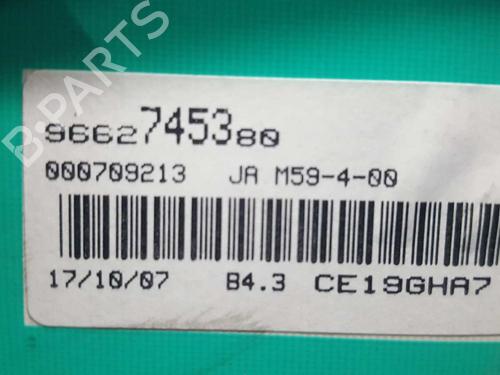 B-PARTS
9662745380
000709213 JA M59-4-00
17/10/07 B4.3 CE19GHA7